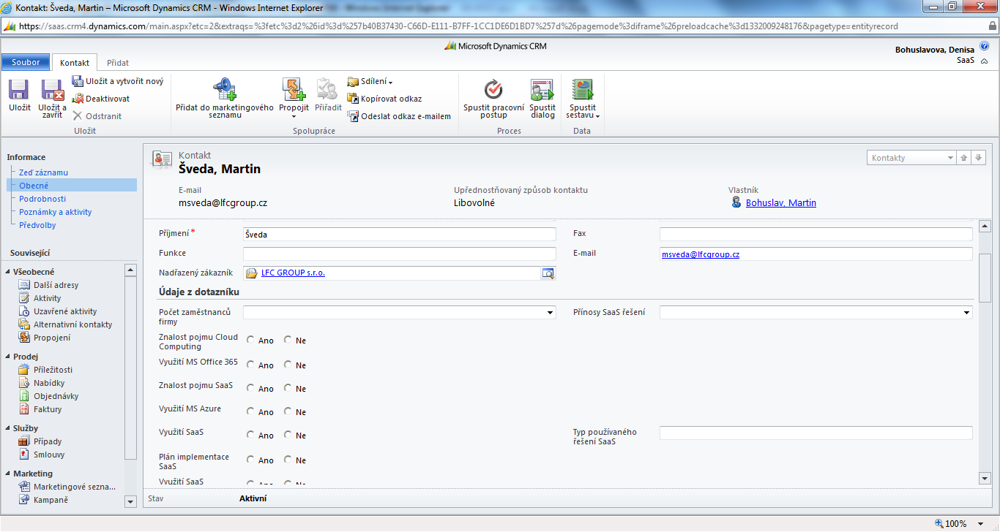 Kontakt: Šveda, Martin – Microsoft Dynamics CRM - Windows Internet Explorer
https://saas.crm4.dynamics.com/main.aspx?etc=2&extraqs=%3fetc%3d2%26id%3d%257b40B37430-C66D-E111-B7FF-1CC1DE6D1BD7%257d%26pagemode%3diframe%26preloadcache%3d1332009248176&pagetype=entityrecord
Microsoft Dynamics CRM
Bohuslavova, Denisa
SaaS
Soubor Kontakt Přidat
Uložit
Uložit a zavřít
Uložit a vytvořit nový
Deaktivovat
Odstranit
Uložit
Přidat do marketingového seznamu
Propojit
Přiřadit
Sdílení
Kopírovat odkaz
Odeslat odkaz e-mailem
Spolupráce
Spustit pracovní postup
Spustit dialog
Proces
Spustit sestavu
Data
Informace
Zeď záznamu
Obecné
Podrobnosti
Poznámky a aktivity
Předvolby
Související
Všeobecné
Další adresy
Aktivity
Uzavřené aktivity
Alternativní kontakty
Propojení
Prodej
Příležitosti
Nabídky
Objednávky
Faktury
Služby
Případy
Smlouvy
Marketing
Marketingové sezna...
Kampaně
Kontakt
Šveda, Martin
Kontakty
E-mail
msveda@lfcgroup.cz
Upřednostňovaný způsob kontaktu
Libovolné
Vlastník
Bohuslav, Martin
Příjmení * Šveda
Fax
Funkce
E-mail msveda@lfcgroup.cz
Nadřazený zákazník LFC GROUP s.r.o.
Údaje z dotazníku
Počet zaměstnanců firmy
Přínosy SaaS řešení
Znalost pojmu Cloud Computing Ano Ne
Využití MS Office 365 Ano Ne
Znalost pojmu SaaS Ano Ne
Využití MS Azure Ano Ne
Využití SaaS Ano Ne
Typ používaného řešení SaaS
Plán implementace SaaS Ano Ne
Využití SaaS Ano Ne
Stav Aktivní
100%